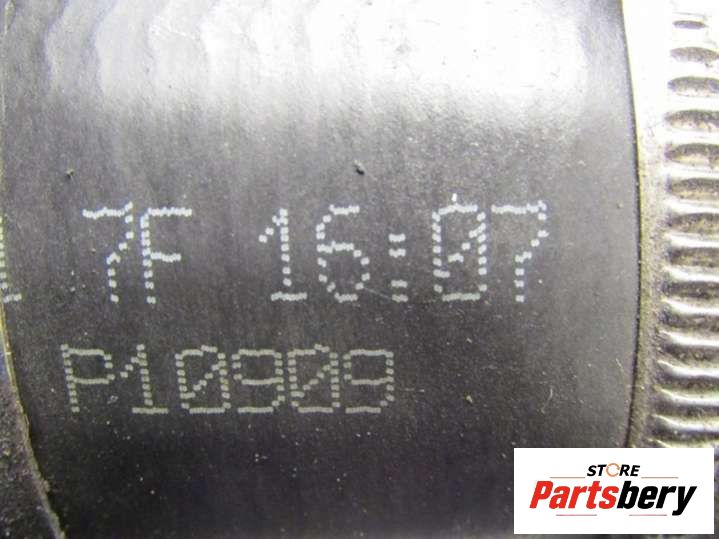 7F 16:07
P10909
STORE
Partsbery